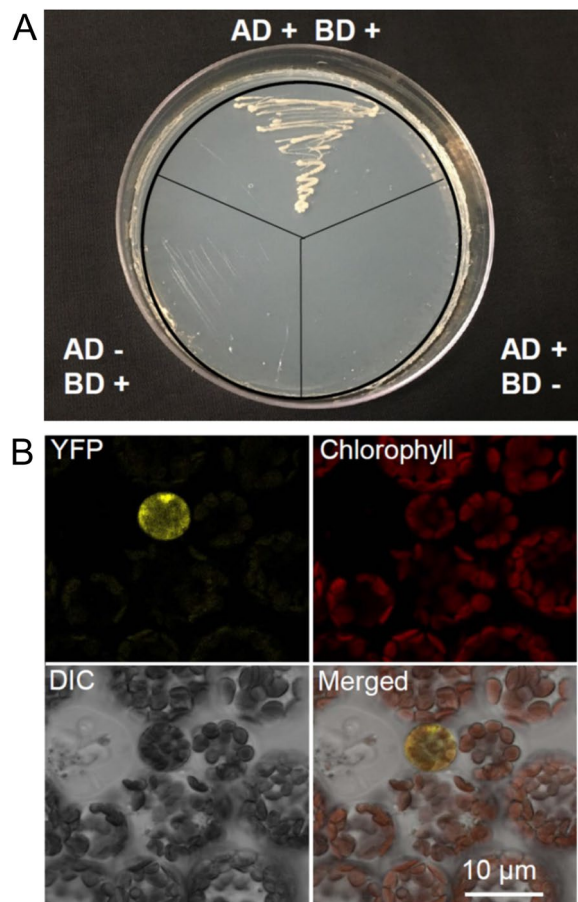 A
AD + BD +
AD -
BD +
AD +
BD -
B
YFP
Chlorophyll
DIC
Merged
10 µm